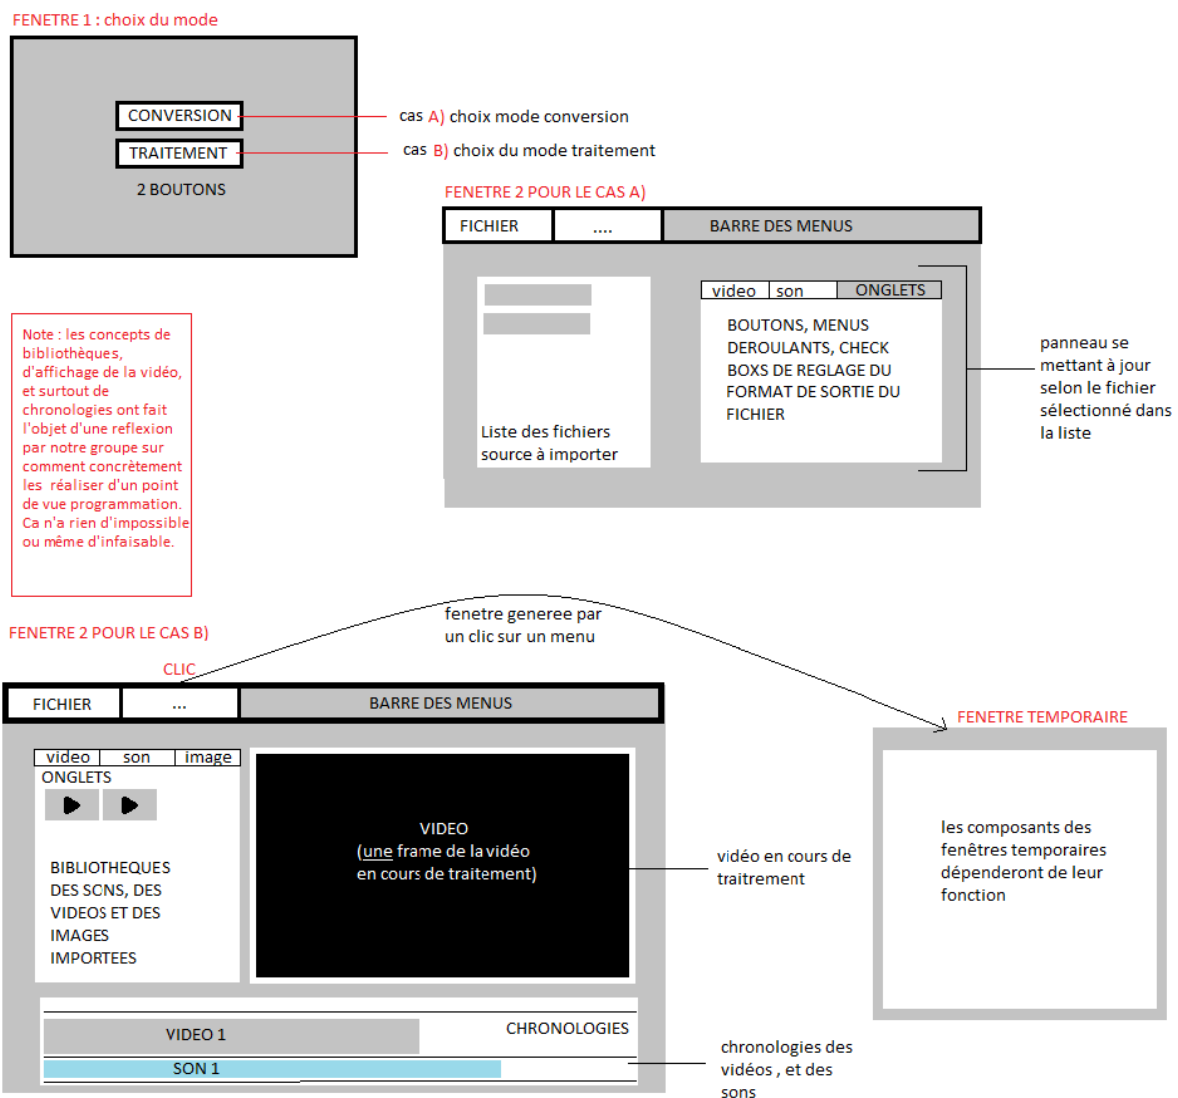 FENETRE 1 : choix du mode
CONVERSION
TRAITEMENT
2 BOUTONS
cas A) choix mode conversion
cas B) choix du mode traitement
FENETRE 2 POUR LE CAS A)
FICHIER
....
BARRE DES MENUS
Liste des fichiers
source à importer
video
son
ONGLETS
BOUTONS, MENUS
DEROULANTS, CHECK
BOXS DE REGLAGE DU
FORMAT DE SORTIE DU
FICHIER
panneau se
mettant à jour
selon le fichier
sélectionné dans
la liste
Note : les concepts de
bibliothèques,
d'affichage de la vidéo,
et surtout de
chronologies ont fait
l'objet d'une reflexion
par notre groupe sur
comment concrètement
les réaliser d'un point
de vue programmation.
Ca n'a rien d'impossible
ou même d'infaisable.
fenetre generee par
un clic sur un menu
FENETRE 2 POUR LE CAS B)
CLIC
FICHIER
...
BARRE DES MENUS
video
son
image
ONGLETS
BIBLIOTHEQUES
DES SONS, DES
VIDEOS ET DES
IMAGES
IMPORTEES
VIDEO
(une frame de la vidéo
en cours de traitement)
vidéo en cours de
traitrement
FENETRE TEMPORAIRE
les composants des
fenêtres temporaires
dépenderont de leur
fonction
VIDEO 1
CHRONOLOGIES
SON 1
chronologies des
vidéos , et des
sons